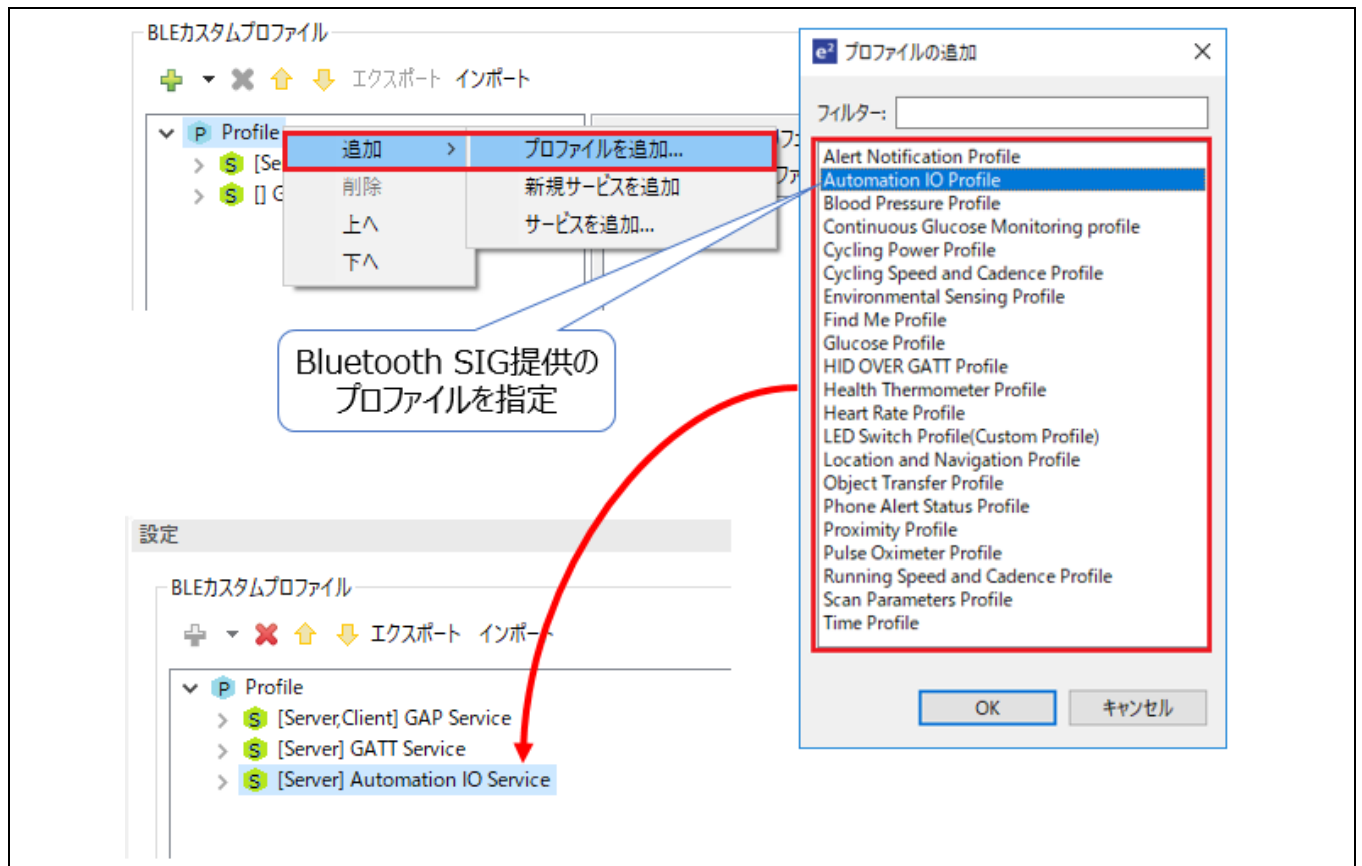 BLEカスタムプロファイル
エクスポート インポート
Profile
[Se
[] G
追加 >
削除
上へ
下へ
プロファイルを追加...
新規サービスを追加
サービスを追加...
Bluetooth SIG提供の
プロファイルを指定
e² プロファイルの追加
フィルター:
Alert Notification Profile
Automation IO Profile
Blood Pressure Profile
Continuous Glucose Monitoring profile
Cycling Power Profile
Cycling Speed and Cadence Profile
Environmental Sensing Profile
Find Me Profile
Glucose Profile
HID OVER GATT Profile
Health Thermometer Profile
Heart Rate Profile
LED Switch Profile(Custom Profile)
Location and Navigation Profile
Object Transfer Profile
Phone Alert Status Profile
Proximity Profile
Pulse Oximeter Profile
Running Speed and Cadence Profile
Scan Parameters Profile
Time Profile
OK キャンセル
設定
BLEカスタムプロファイル
エクスポート インポート
Profile
[Server,Client] GAP Service
[Server] GATT Service
[Server] Automation IO Service